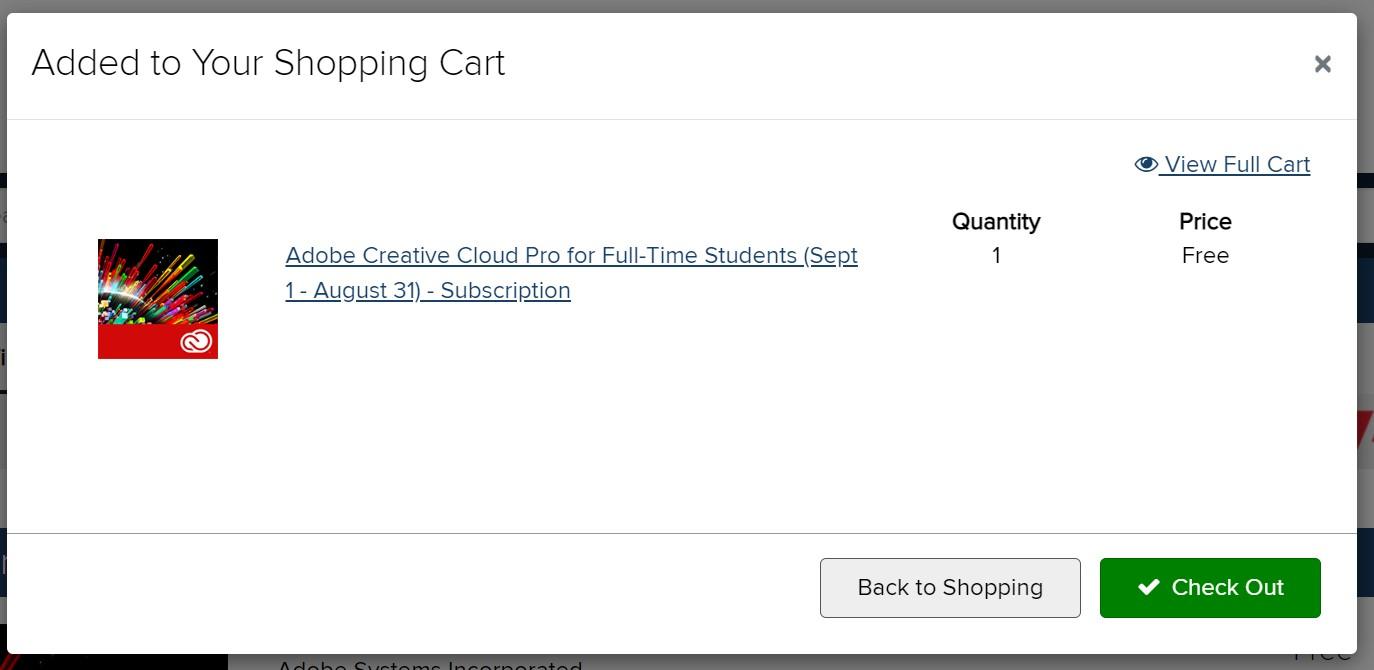 Added to Your Shopping Cart
×
View Full Cart
Quantity
Price
Adobe Creative Cloud Pro for Full-Time Students (Sept
1 - August 31) - Subscription
1
Free
Back to Shopping
Check Out
Adobe Systems Incorporated
Free